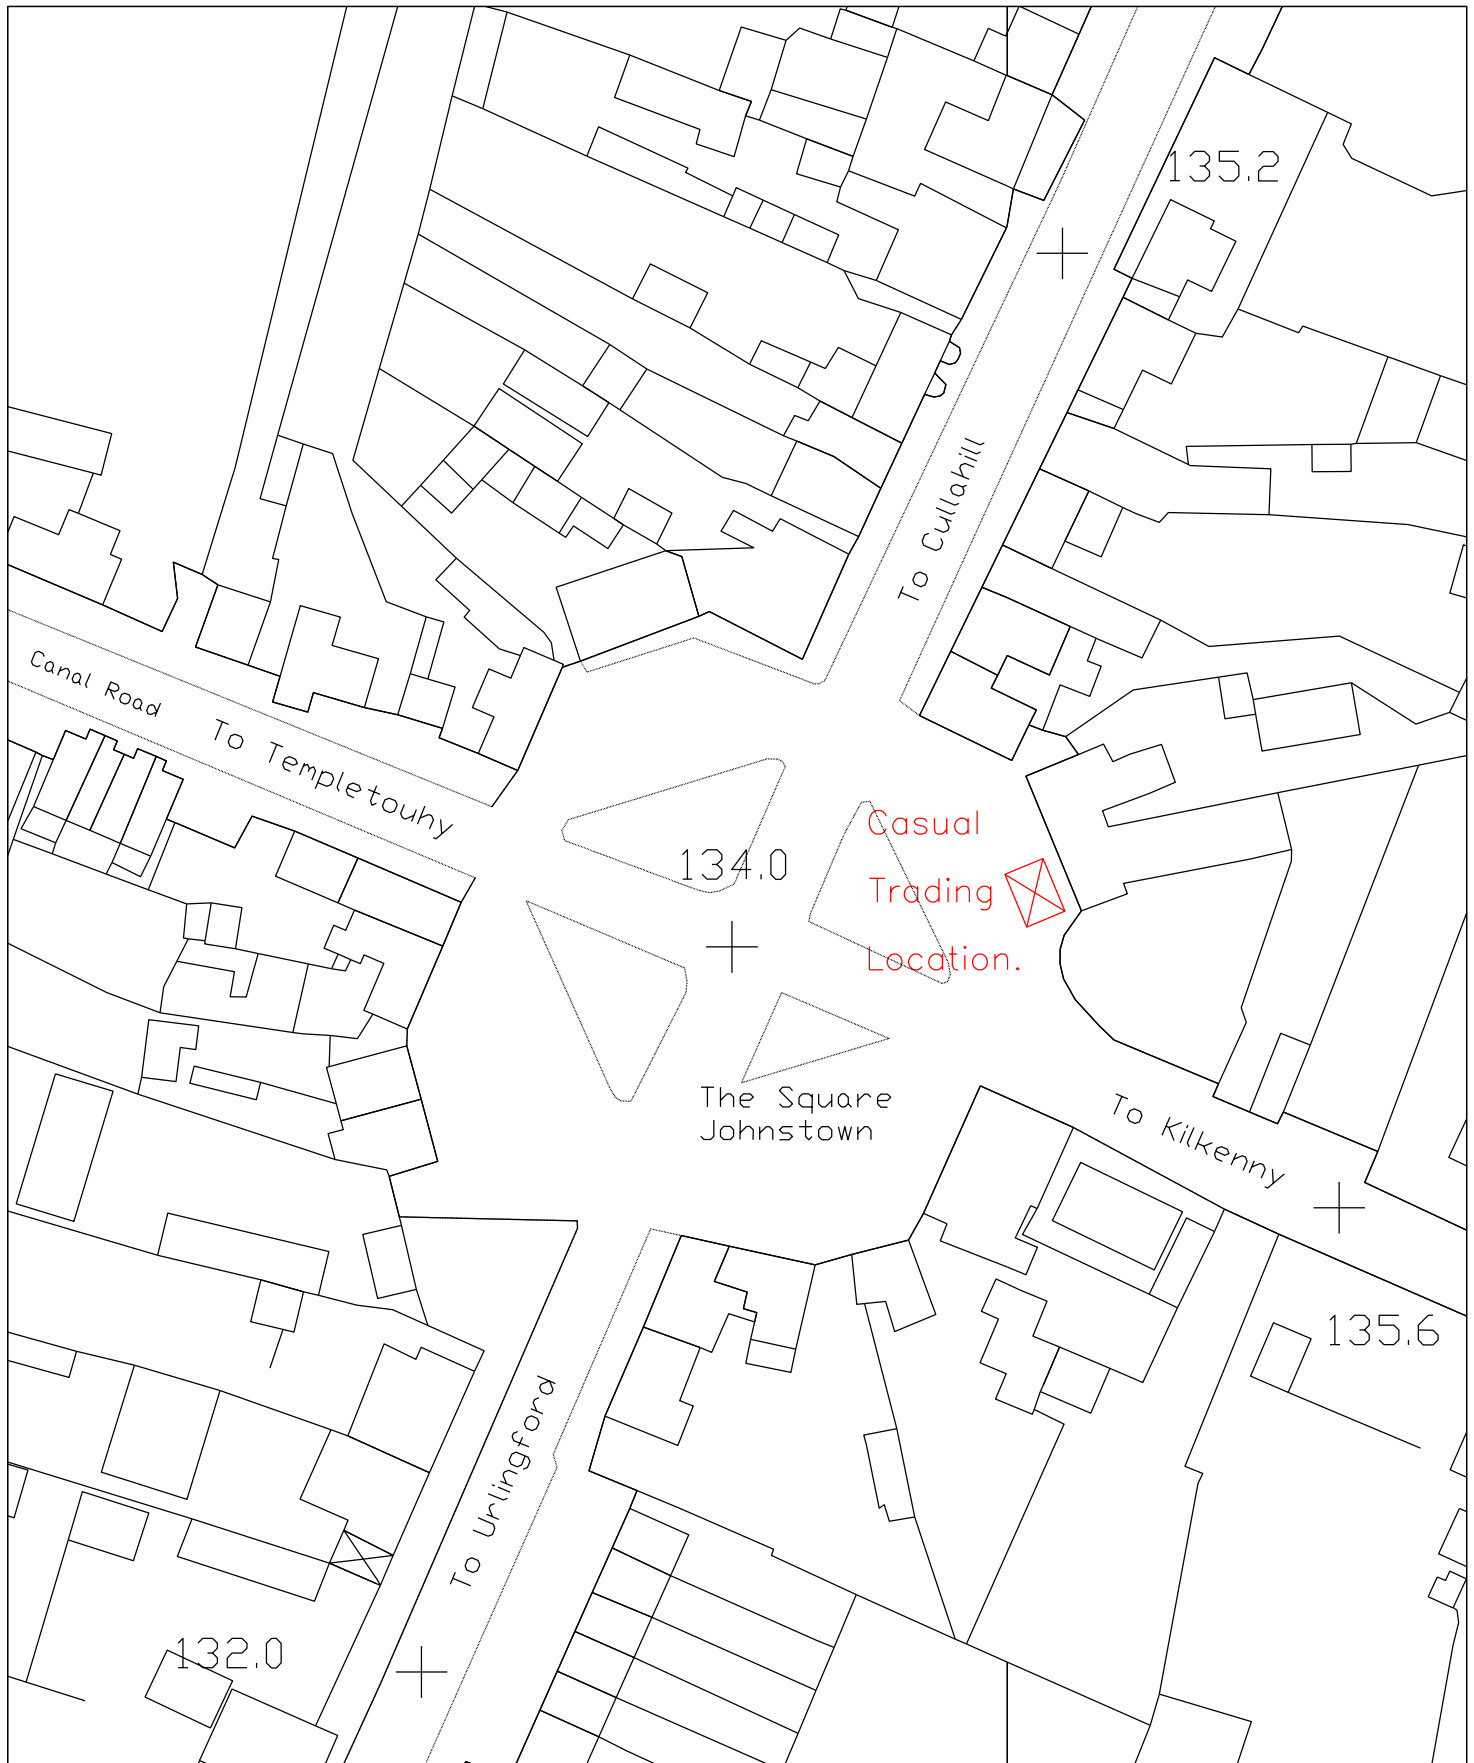 135.2
To Cullahill
Canal Road
To Templetouhy
Casual
Trading
Location.
134.0
The Square
Johnstown
To Kilkenny
135.6
To Urlingford
132.0